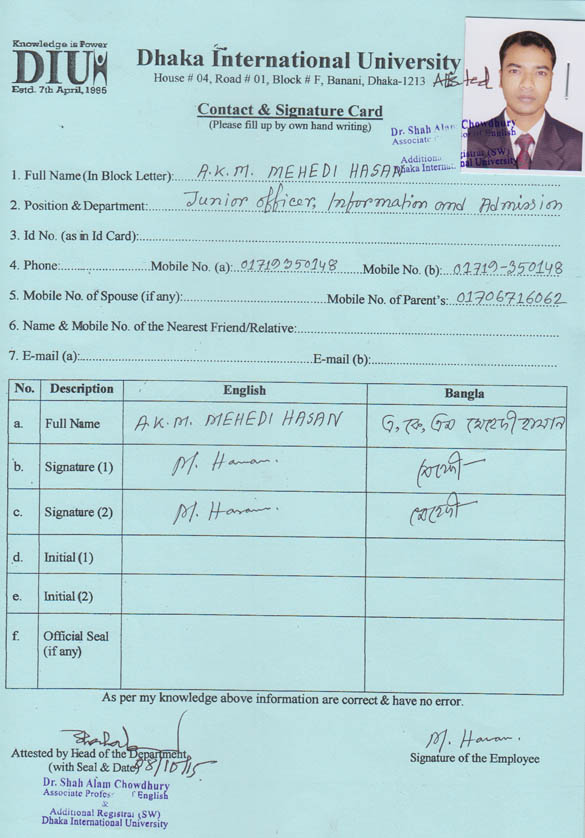 Knowledge is Power
DIU
Estd. 7th April, 1995
Dhaka International University
House # 04, Road # 01, Block # F, Banani, Dhaka-1213
Attested
Contact & Signature Card
(Please fill up by own hand writing)
Dr. Shah Alam Chowdhury
Associate of English
Additional Registrar (SW)
Dhaka International University
1. Full Name (In Block Letter): A.K.M. MEHEDI HASAN
2. Position & Department: Junior officer, Information and Admission
3. Id No. (as in Id Card):
4. Phone: Mobile No. (a): 01719350148 Mobile No. (b): 01719-350148
5. Mobile No. of Spouse (if any): Mobile No. of Parent's: 01706716062
6. Name & Mobile No. of the Nearest Friend/Relative:
7. E-mail (a): E-mail (b):
No. Description English Bangla
a. Full Name A.K.M. MEHEDI HASAN এ, কে, এম মেহেদী হাসান
b. Signature (1) M. Hasan. মেহেদী
c. Signature (2) M. Hasan. মেহেদী
d. Initial (1)
e. Initial (2)
f. Official Seal
(if any)
As per my knowledge above information are correct & have no error.
M. Hasan.
Attested by Head of the Department Signature of the Employee
(with Seal & Date) 8/10/15
Dr. Shah Alam Chowdhury
Associate Profes of English
&
Additional Registrar (SW)
Dhaka International University